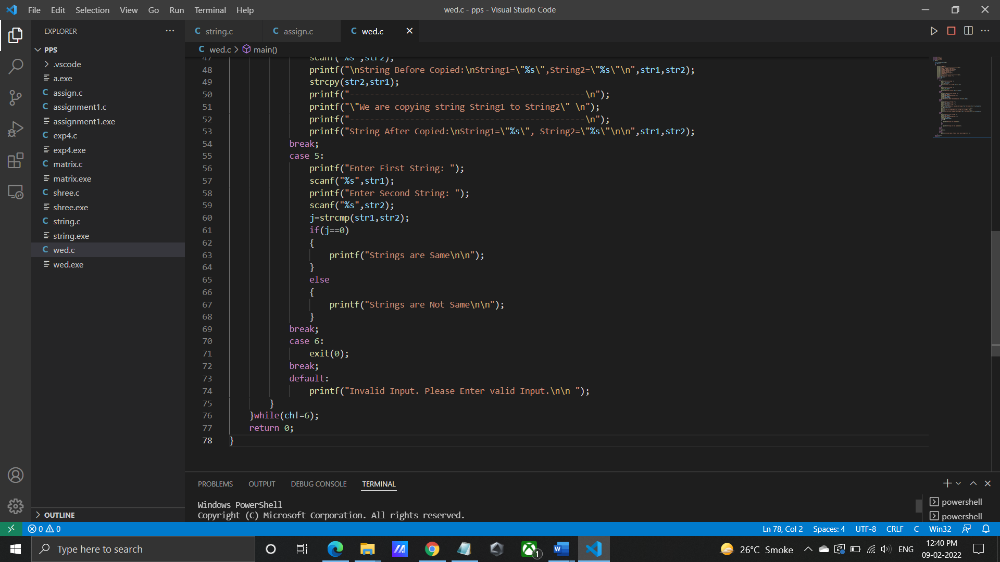 File Edit Selection View Go Run Terminal Help
wed.c - pps - Visual Studio Code
EXPLORER
PPS
.vscode
a.exe
assign.c
assignment1.c
assignment1.exe
exp4.c
exp4.exe
matrix.c
matrix.exe
shree.c
shree.exe
string.c
string.exe
wed.c
wed.exe
OUTLINE
C string.c
C assign.c
C wed.c
C wed.c > main()
47 scanf("%s",str2);
48 printf("\nString Before Copied:\nString1=\"%s\",String2=\"%s\"\n",str1,str2);
49 strcpy(str2,str1);
50 printf("-----------------------------------------------\n");
51 printf("\"We are copying string String1 to String2\" \n");
52 printf("-----------------------------------------------\n");
53 printf("String After Copied:\nString1=\"%s\", String2=\"%s\"\n\n",str1,str2);
54 break;
55 case 5:
56 printf("Enter First String: ");
57 scanf("%s",str1);
58 printf("Enter Second String: ");
59 scanf("%s",str2);
60 j=strcmp(str1,str2);
61 if(j==0)
62 {
63 printf("Strings are Same\n\n");
64 }
65 else
66 {
67 printf("Strings are Not Same\n\n");
68 }
69 break;
70 case 6:
71 exit(0);
72 break;
73 default:
74 printf("Invalid Input. Please Enter valid Input.\n\n ");
75 }
76 }while(ch!=6);
77 return 0;
78 }
PROBLEMS OUTPUT DEBUG CONSOLE TERMINAL
Windows PowerShell
Copyright (C) Microsoft Corporation. All rights reserved.
powershell
powershell
0 0
Ln 78, Col 2 Spaces: 4 UTF-8 CRLF C Win32
Type here to search
1
26°C Smoke
ENG
12:40 PM
09-02-2022